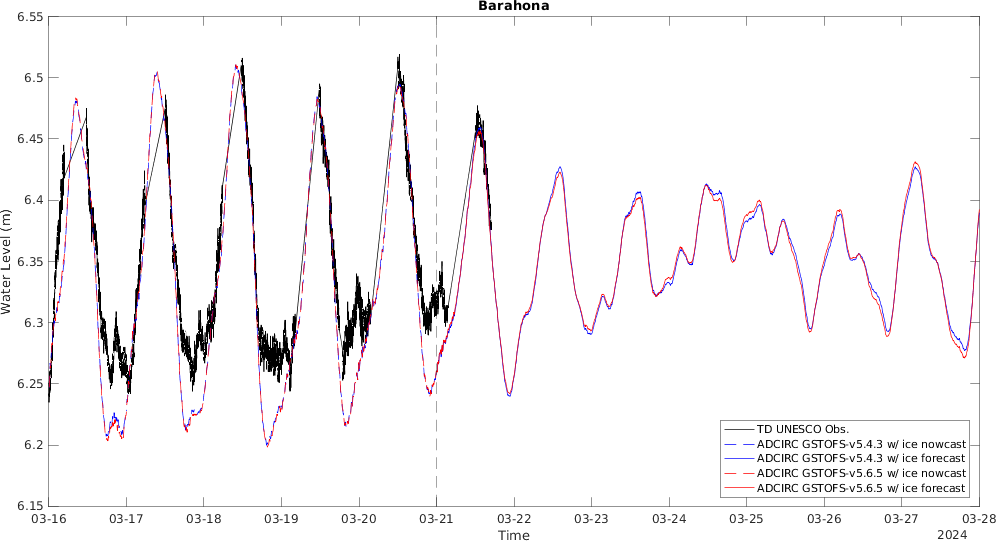 Barahona
6.55
6.5
6.45
6.4
6.35
6.3
6.25
6.2
6.15
Water Level (m)
03-16
03-17
03-18
03-19
03-20
03-21
03-22
03-23
03-24
03-25
03-26
03-27
03-28
Time
2024
TD UNESCO Obs.
ADCIRC GSTOFS-v5.4.3 w/ ice nowcast
ADCIRC GSTOFS-v5.4.3 w/ ice forecast
ADCIRC GSTOFS-v5.6.5 w/ ice nowcast
ADCIRC GSTOFS-v5.6.5 w/ ice forecast